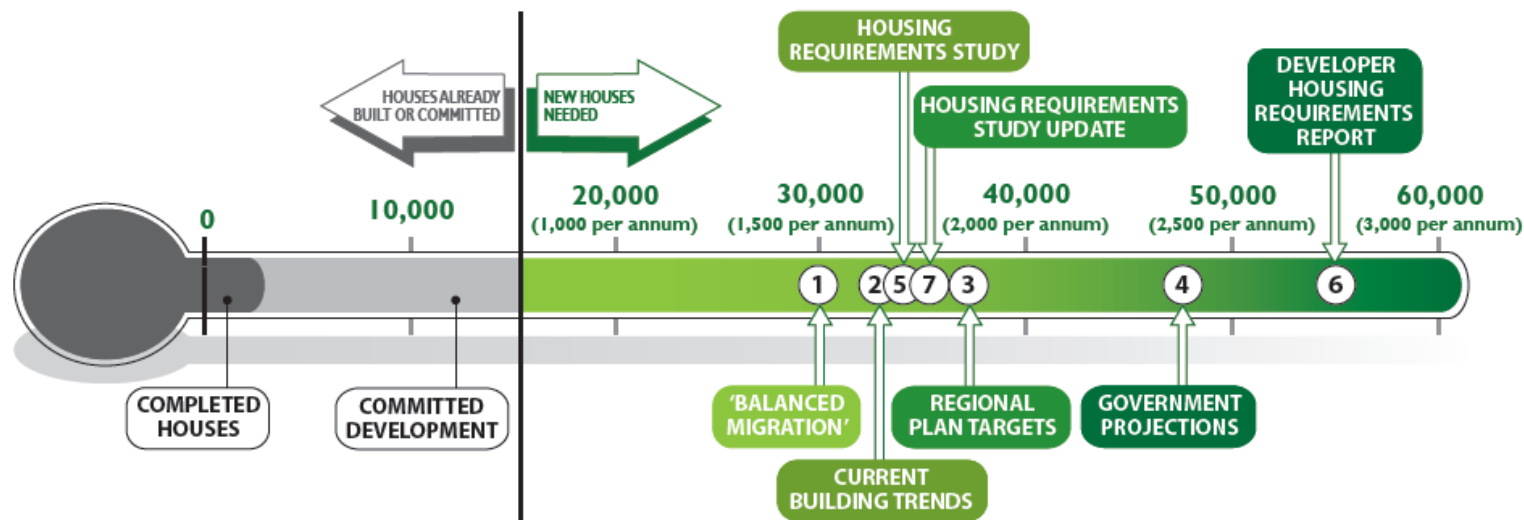 HOUSING
REQUIREMENTS STUDY
HOUSES ALREADY
BUILT OR COMMITTED
NEW HOUSES
NEEDED
HOUSING REQUIREMENTS
STUDY UPDATE
DEVELOPER
HOUSING
REQUIREMENTS
REPORT
0
10,000
20,000
(1,000 per annum)
30,000
(1,500 per annum)
40,000
(2,000 per annum)
50,000
(2,500 per annum)
60,000
(3,000 per annum)
1
2
5
7
3
4
6
COMPLETED
HOUSES
COMMITTED
DEVELOPMENT
'BALANCED
MIGRATION'
REGIONAL
PLAN TARGETS
GOVERNMENT
PROJECTIONS
CURRENT
BUILDING TRENDS